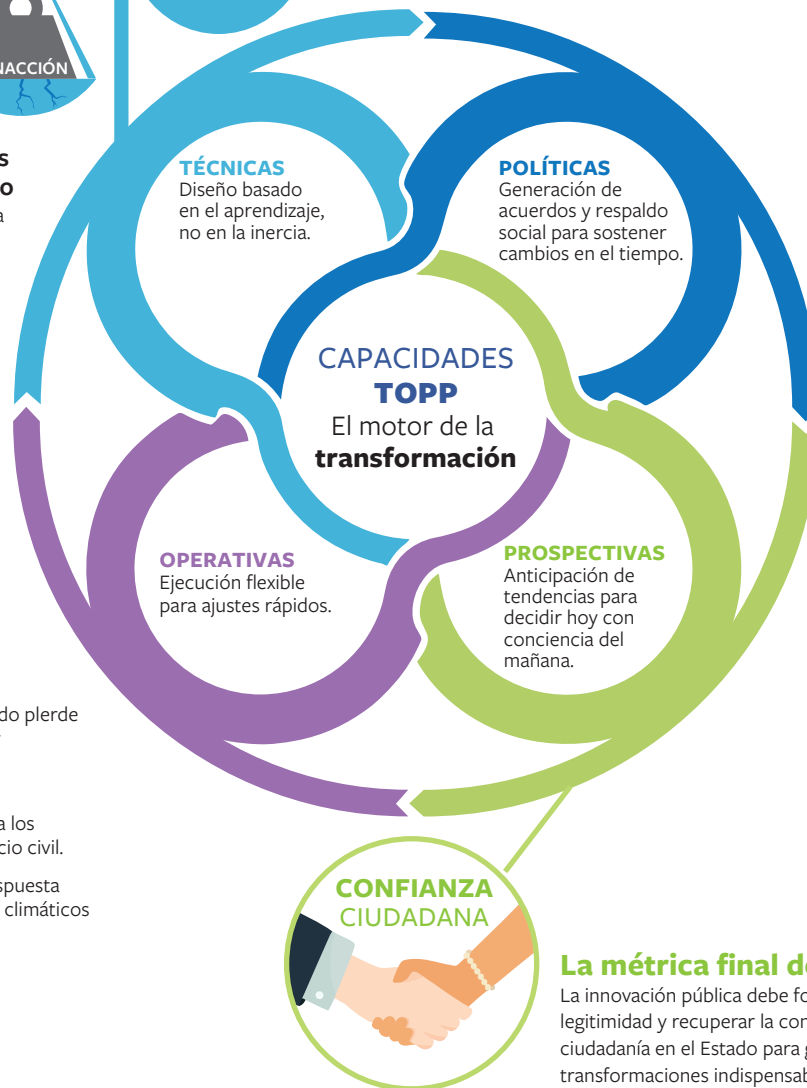 NACCIÓN
TÉCNICAS
Diseño basado
en el aprendizaje,
no en la inercia.
POLÍTICAS
Generación de
acuerdos y respaldo
social para sostener
cambios en el tiempo.
CAPACIDADES
TOPP
El motor de la
transformación
OPERATIVAS
Ejecución flexible
para ajustes rápidos.
PROSPECTIVAS
Anticipación de
tendencias para
decidir hoy con
conciencia del
mañana.
do plerde
a los
cio civil.
spuesta
climáticos
CONFIANZA
CIUDADANA
La métrica final de
La innovación pública debe fo
legitimidad y recuperar la con
ciudadanía en el Estado para g
transformaciones indispensab